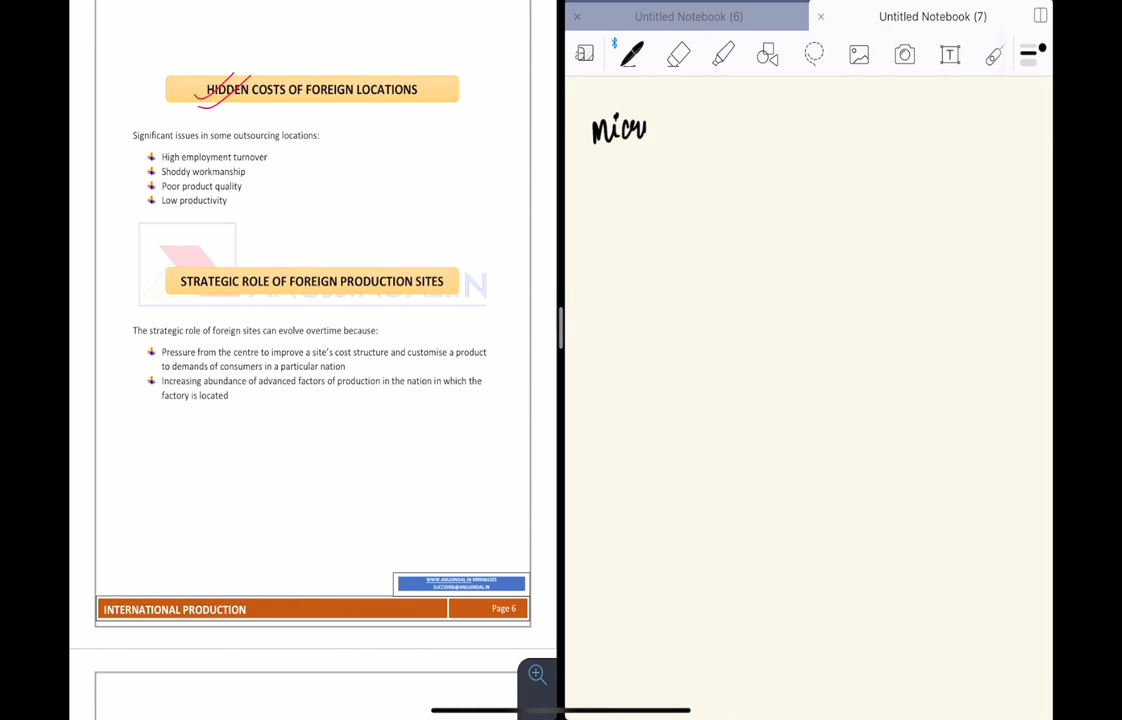 Untitled Notebook (6)
Untitled Notebook (7)
HIDDEN COSTS OF FOREIGN LOCATIONS
Significant issues in some outsourcing locations:
High employment turnover
Shoddy workmanship
Poor product quality
Low productivity
STRATEGIC ROLE OF FOREIGN PRODUCTION SITES
The strategic role of foreign sites can evolve overtime because:
Pressure from the centre to improve a site's cost structure and customise a product
to demands of consumers in a particular nation
Increasing abundance of advanced factors of production in the nation in which the
factory is located
WWW.ANUJJINDAL.IN
INTERNATIONAL PRODUCTION
Page 6